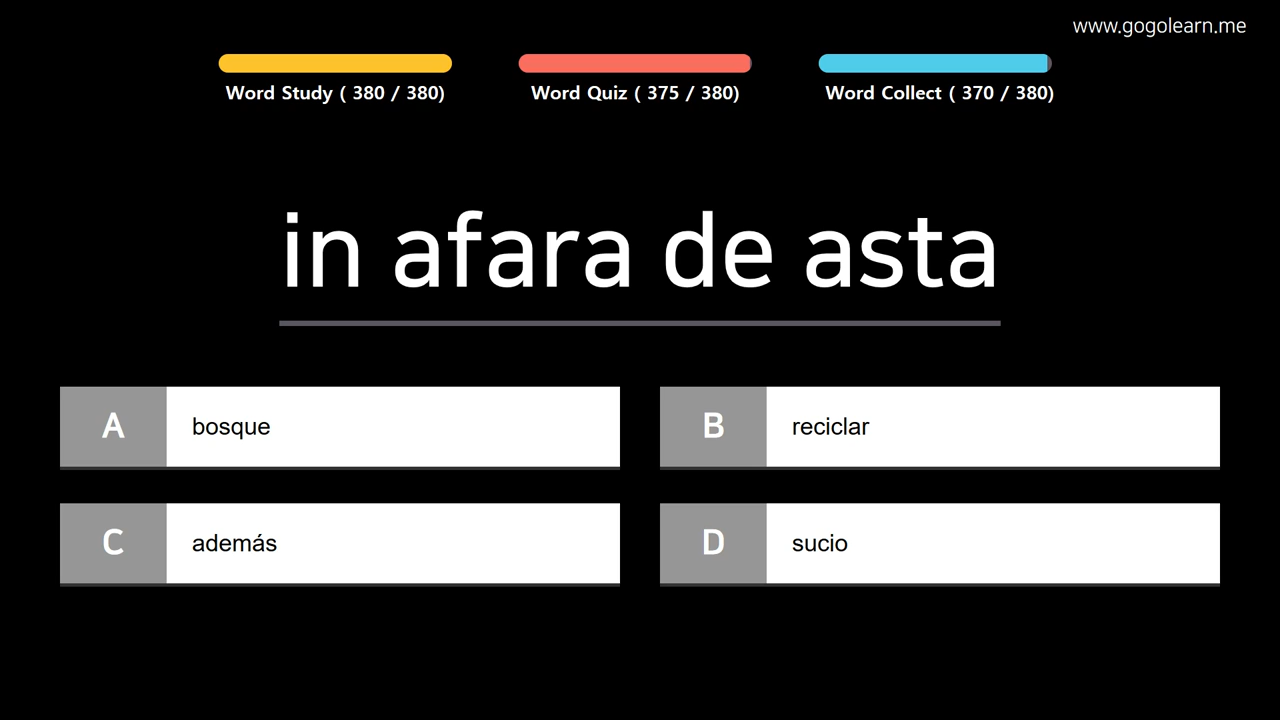 www.gogolearn.me
Word Study ( 380 / 380)
Word Quiz ( 375 / 380)
Word Collect ( 370 / 380)
in afara de asta
A
bosque
B
reciclar
C
además
D
sucio